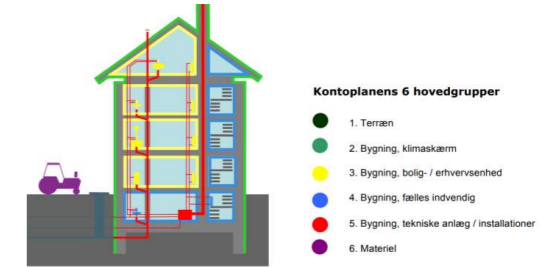 Kontoplanens 6 hovedgrupper
1. Terræn
2. Bygning, klimaskærm
3. Bygning, bolig- / erhvervsenhed
4. Bygning, fælles indvendig
5. Bygning, tekniske anlæg / installationer
6. Materiel